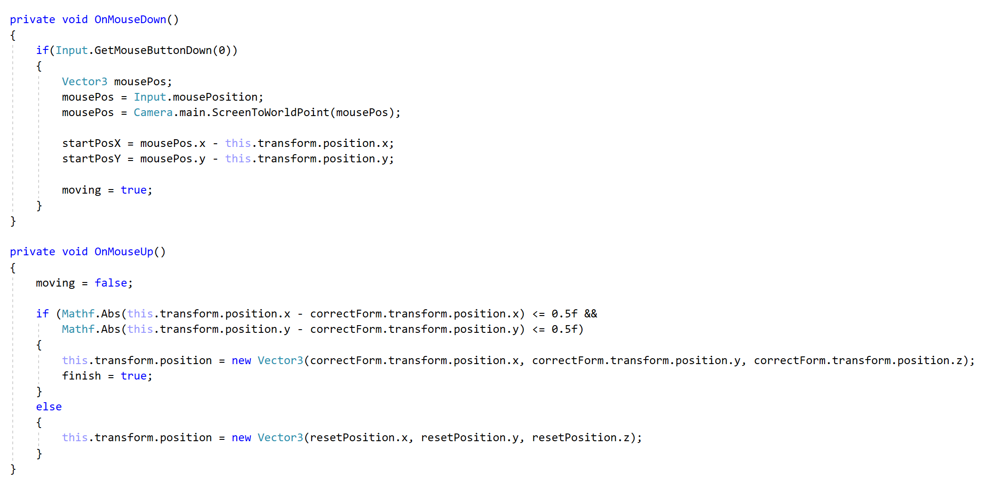 private void OnMouseDown()
{
    if(Input.GetMouseButtonDown(0))
    {
        Vector3 mousePos;
        mousePos = Input.mousePosition;
        mousePos = Camera.main.ScreenToWorldPoint(mousePos);

        startPosX = mousePos.x - this.transform.position.x;
        startPosY = mousePos.y - this.transform.position.y;

        moving = true;
    }
}

private void OnMouseUp()
{
    moving = false;

    if (Mathf.Abs(this.transform.position.x - correctForm.transform.position.x) <= 0.5f &&
        Mathf.Abs(this.transform.position.y - correctForm.transform.position.y) <= 0.5f)
    {
        this.transform.position = new Vector3(correctForm.transform.position.x, correctForm.transform.position.y, correctForm.transform.position.z);
        finish = true;
    }
    else
    {
        this.transform.position = new Vector3(resetPosition.x, resetPosition.y, resetPosition.z);
    }
}